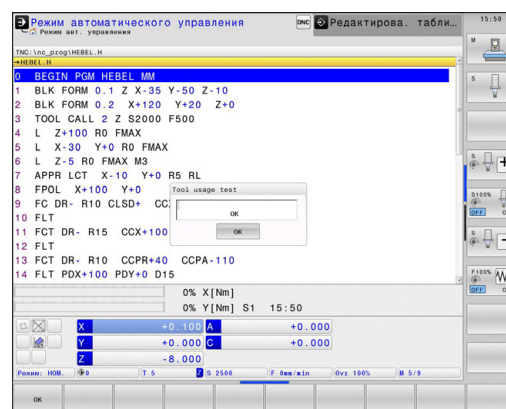 Режим автоматического управления
Режим авт. управления
DNC
Редактирова. табли...
15:50
TNC:\nc_prog\HEBEL.H
→HEBEL.H
0 BEGIN PGM HEBEL MM
1 BLK FORM 0.1 Z X-35 Y-50 Z-10
2 BLK FORM 0.2 X+120 Y+20 Z+0
3 TOOL CALL 2 Z S2000 F500
4 L Z+100 R0 FMAX
5 L X-30 Y+0 R0 FMAX
6 L Z-5 R0 FMAX M3
7 APPR LCT X-10 Y+0 R5 RL
8 FPOL X+100 Y+0
9 FC DR- R10 CLSD+ CC
10 FLT
11 FCT DR- R15 CCX+100
12 FLT
13 FCT DR- R10 CCPR+40 CCPA-110
14 FLT PDX+100 PDY+0 D15
Tool usage test
OK
OK
0% X[Nm]
0% Y[Nm] S1 15:50
X +0.100 A +0.000
Y +0.000 C +0.000
Z -8.000
Режим: НОМ. 0 T 5 Z S 2500 F 0mm/min Ovr 100% M 5/9
OK
M
S
S
S100%
OFF
S
F100% W
OFF